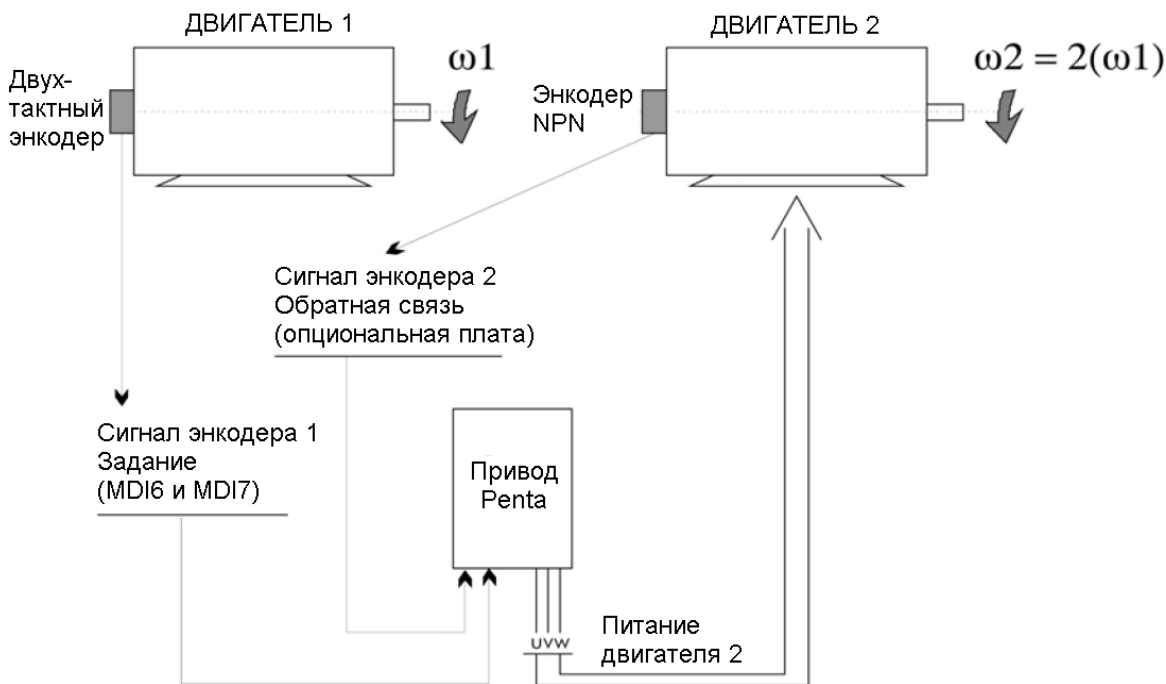 ДВИГАТЕЛЬ 1
ДВИГАТЕЛЬ 2
Двух-
тактный
энкодер
ω1
Энкодер
NPN
ω2 = 2(ω1)
Сигнал энкодера 2
Обратная связь
(опциональная плата)
Сигнал энкодера 1
Задание
(MDI6 и MDI7)
Привод
Penta
UVW
Питание
двигателя 2